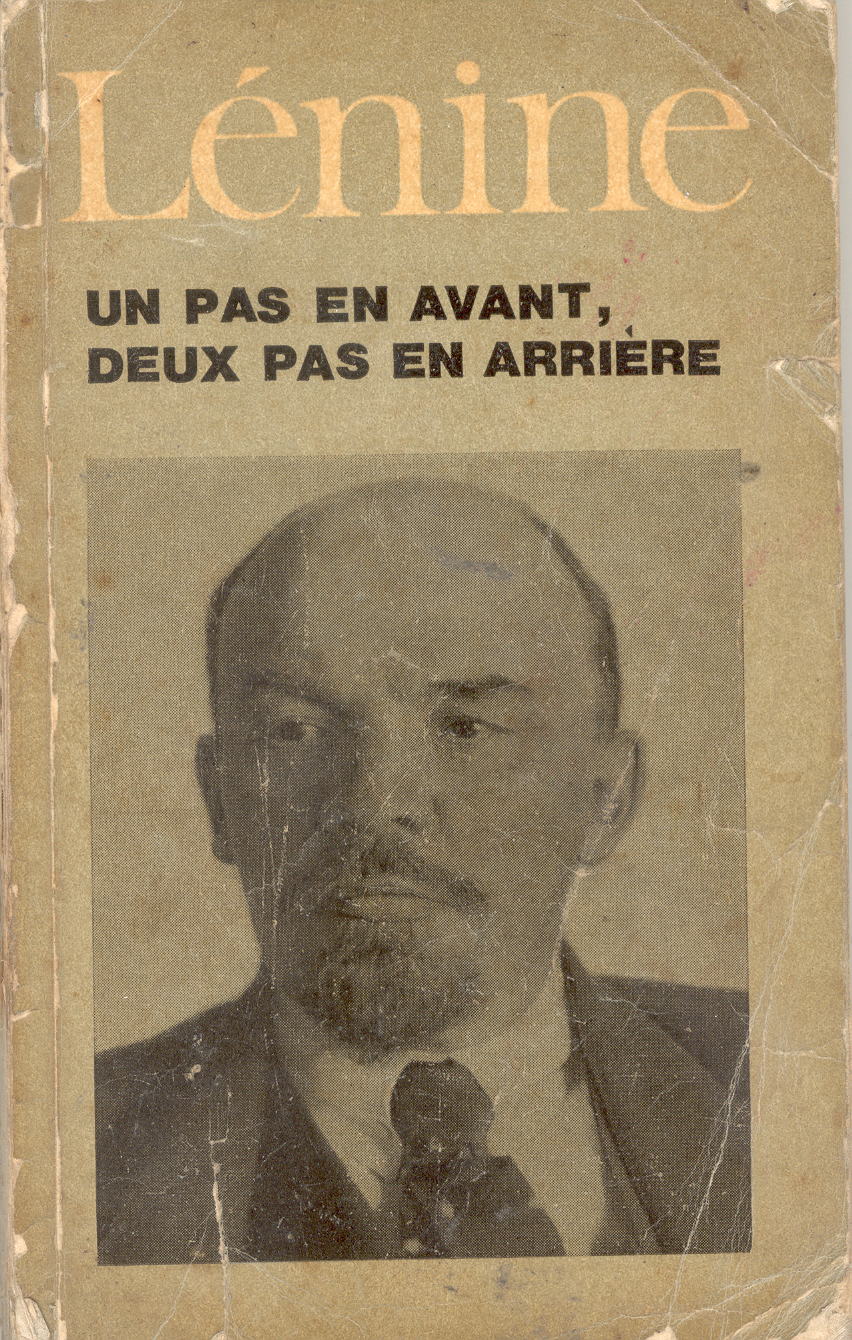 Lénine
UN PAS EN AVANT,
DEUX PAS EN ARRIÈRE